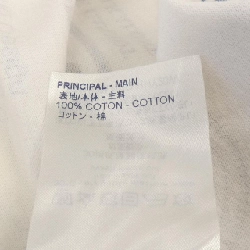 PRINCIPAL - MAIN
表地/本体 - 主料
100% COTON - COTTON
コットン - 棉